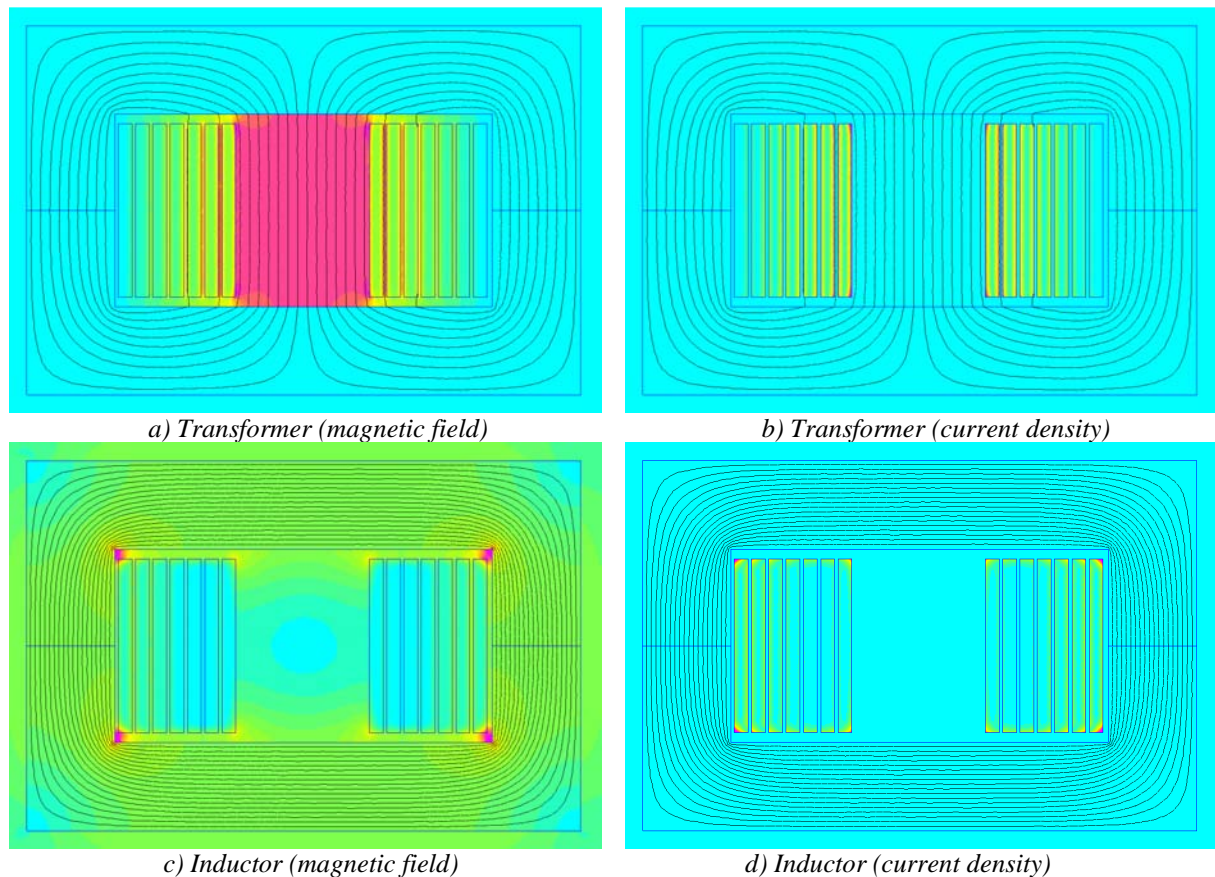 a) Transformer (magnetic field)
b) Transformer (current density)
c) Inductor (magnetic field)
d) Inductor (current density)